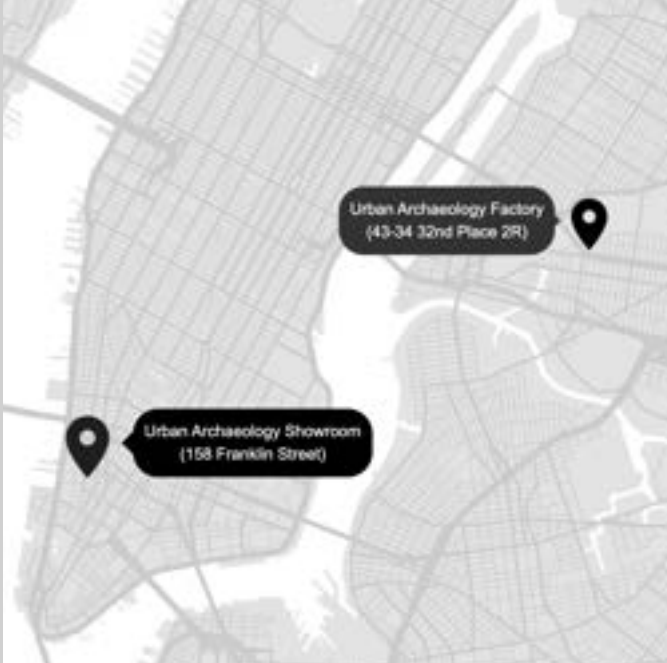 Urban Archaeology Factory
(43-34 32nd Place 2R)
Urban Archaeology Showroom
(158 Franklin Street)